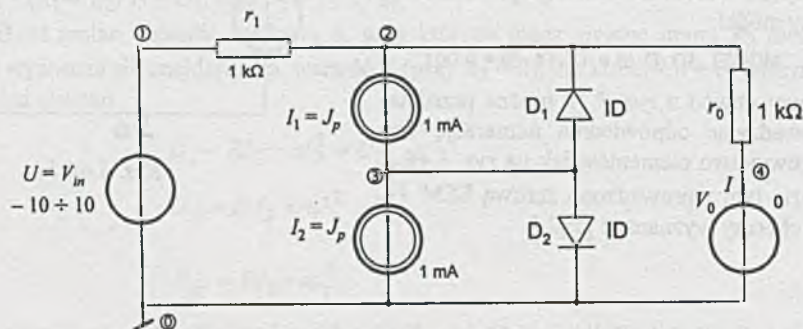 r₁
①
②
1 kΩ
I₁ = Jₚ
1 mA
D₁
ID
r₀
1 kΩ
U = Vᵢₙ
– 10 ÷ 10
③
④
I₂ = Jₚ
1 mA
D₂
ID
V₀
I
0
⓪